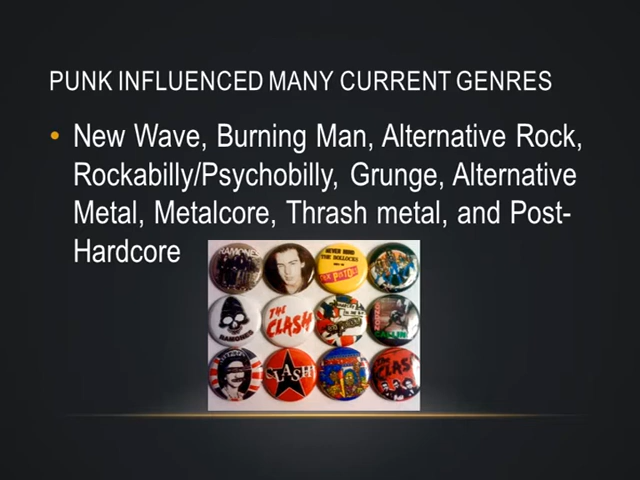 PUNK INFLUENCED MANY CURRENT GENRES
• New Wave, Burning Man, Alternative Rock,
Rockabilly/Psychobilly, Grunge, Alternative
Metal, Metalcore, Thrash metal, and Post-
Hardcore
RAMONES
NEVER MIND
THE BOLLOCKS
SEX PISTOLS
RAMONES
THE
CLASH
CLASH
THE
CLASH